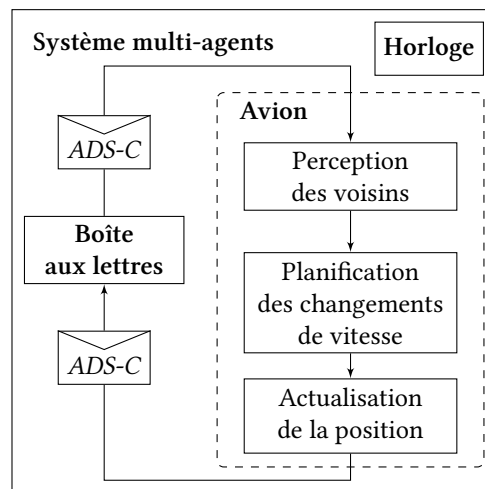 Système multi-agents
Horloge
ADS-C
Avion
Perception
des voisins
Boîte
aux lettres
Planification
des changements
de vitesse
ADS-C
Actualisation
de la position